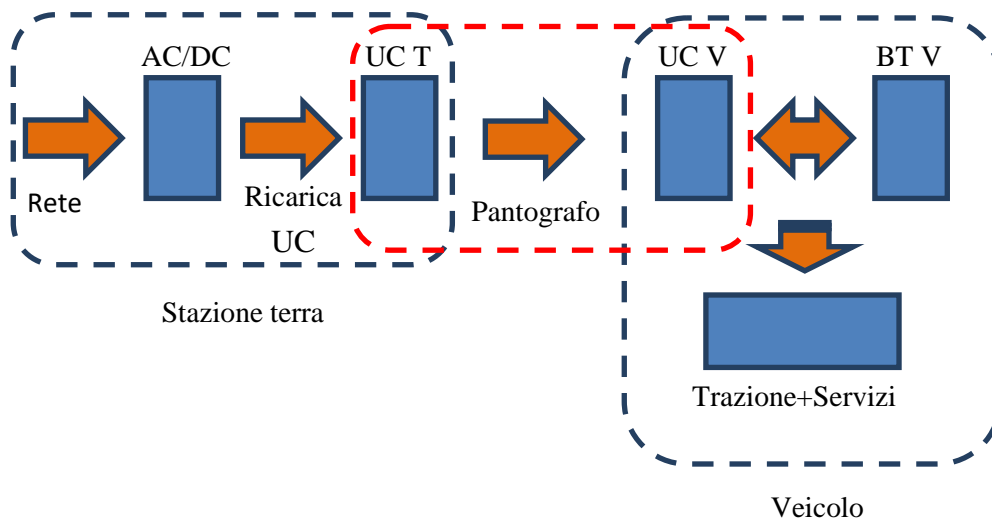 AC/DC
UC T
UC V
BT V
Rete
Ricarica
UC
Pantografo
Stazione terra
Trazione+Servizi
Veicolo